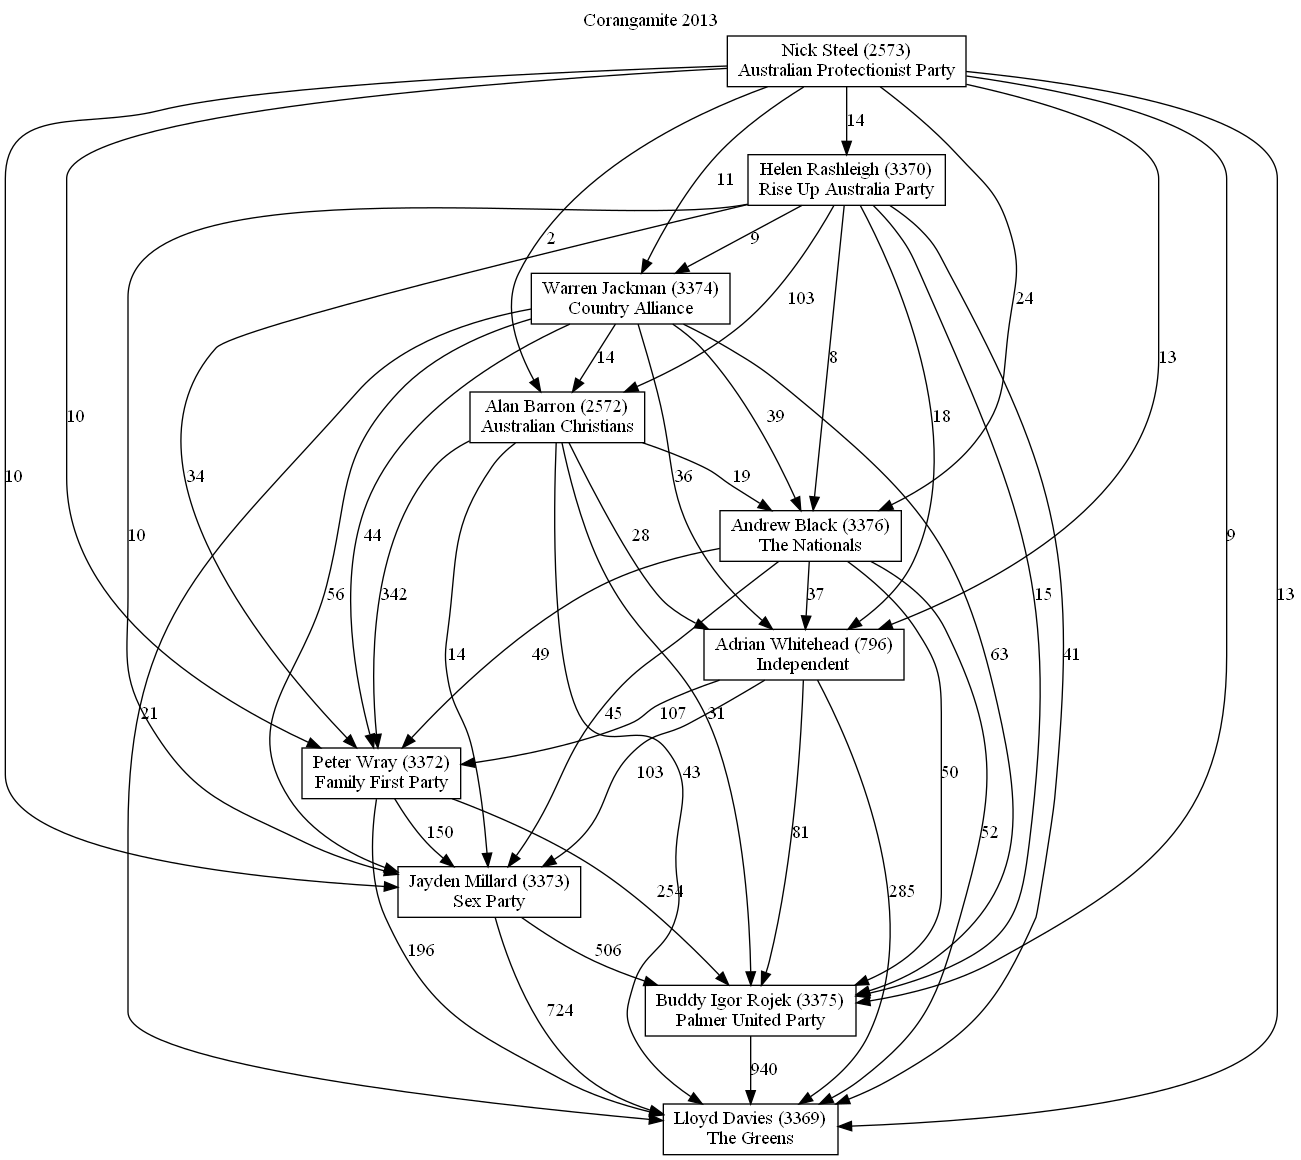 Corangamite 2013
Nick Steel (2573)
Australian Protectionist Party
14
Helen Rashleigh (3370)
Rise Up Australia Party
11
2
9
Warren Jackman (3374)
Country Alliance
103
24
14
8
13
Alan Barron (2572)
Australian Christians
10
39
18
10
34
36
19
Andrew Black (3376)
The Nationals
10
44
28
9
56
342
37
15
13
Adrian Whitehead (796)
Independent
14
49
63
41
21
45
107
31
Peter Wray (3372)
Family First Party
103
43
50
150
81
52
Jayden Millard (3373)
Sex Party
254
285
196
506
Buddy Igor Rojek (3375)
Palmer United Party
724
940
Lloyd Davies (3369)
The Greens